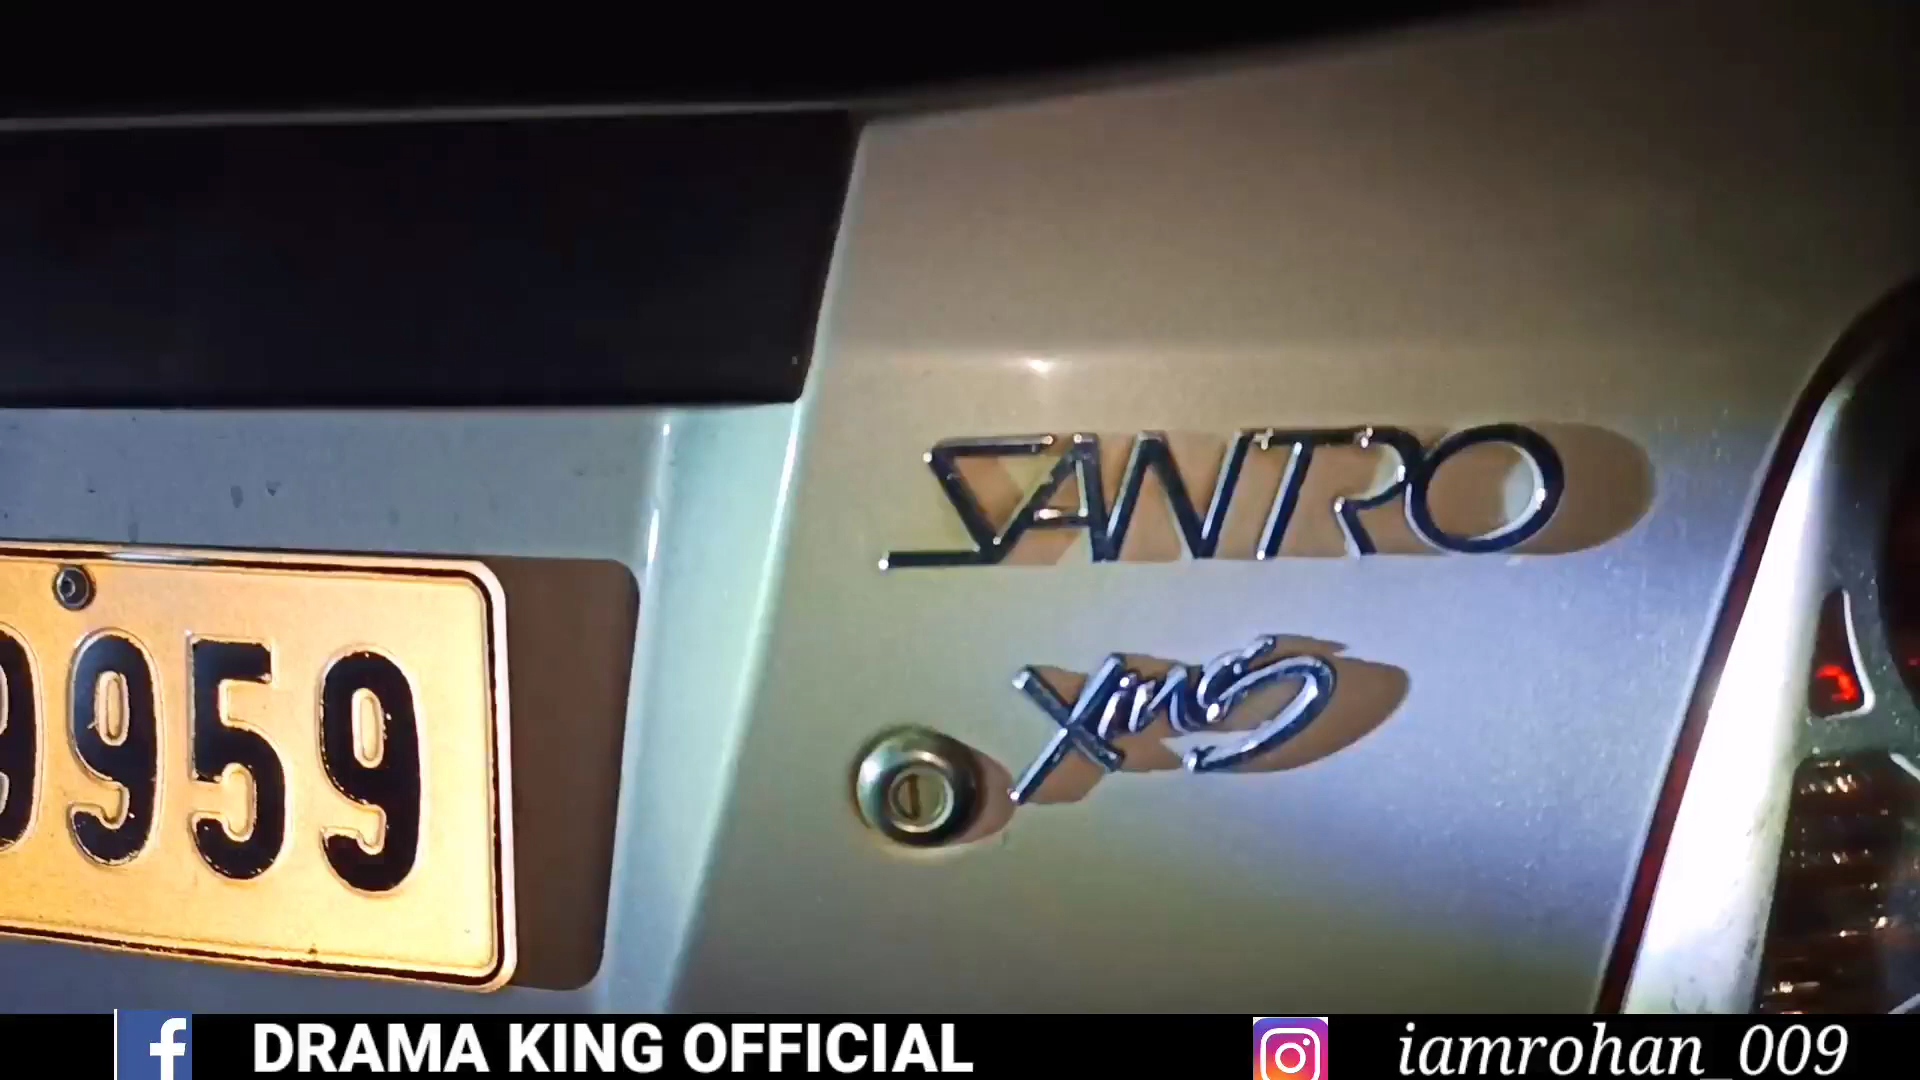 SANTRO
Xing
9959
DRAMA KING OFFICIAL
iamrohan_009